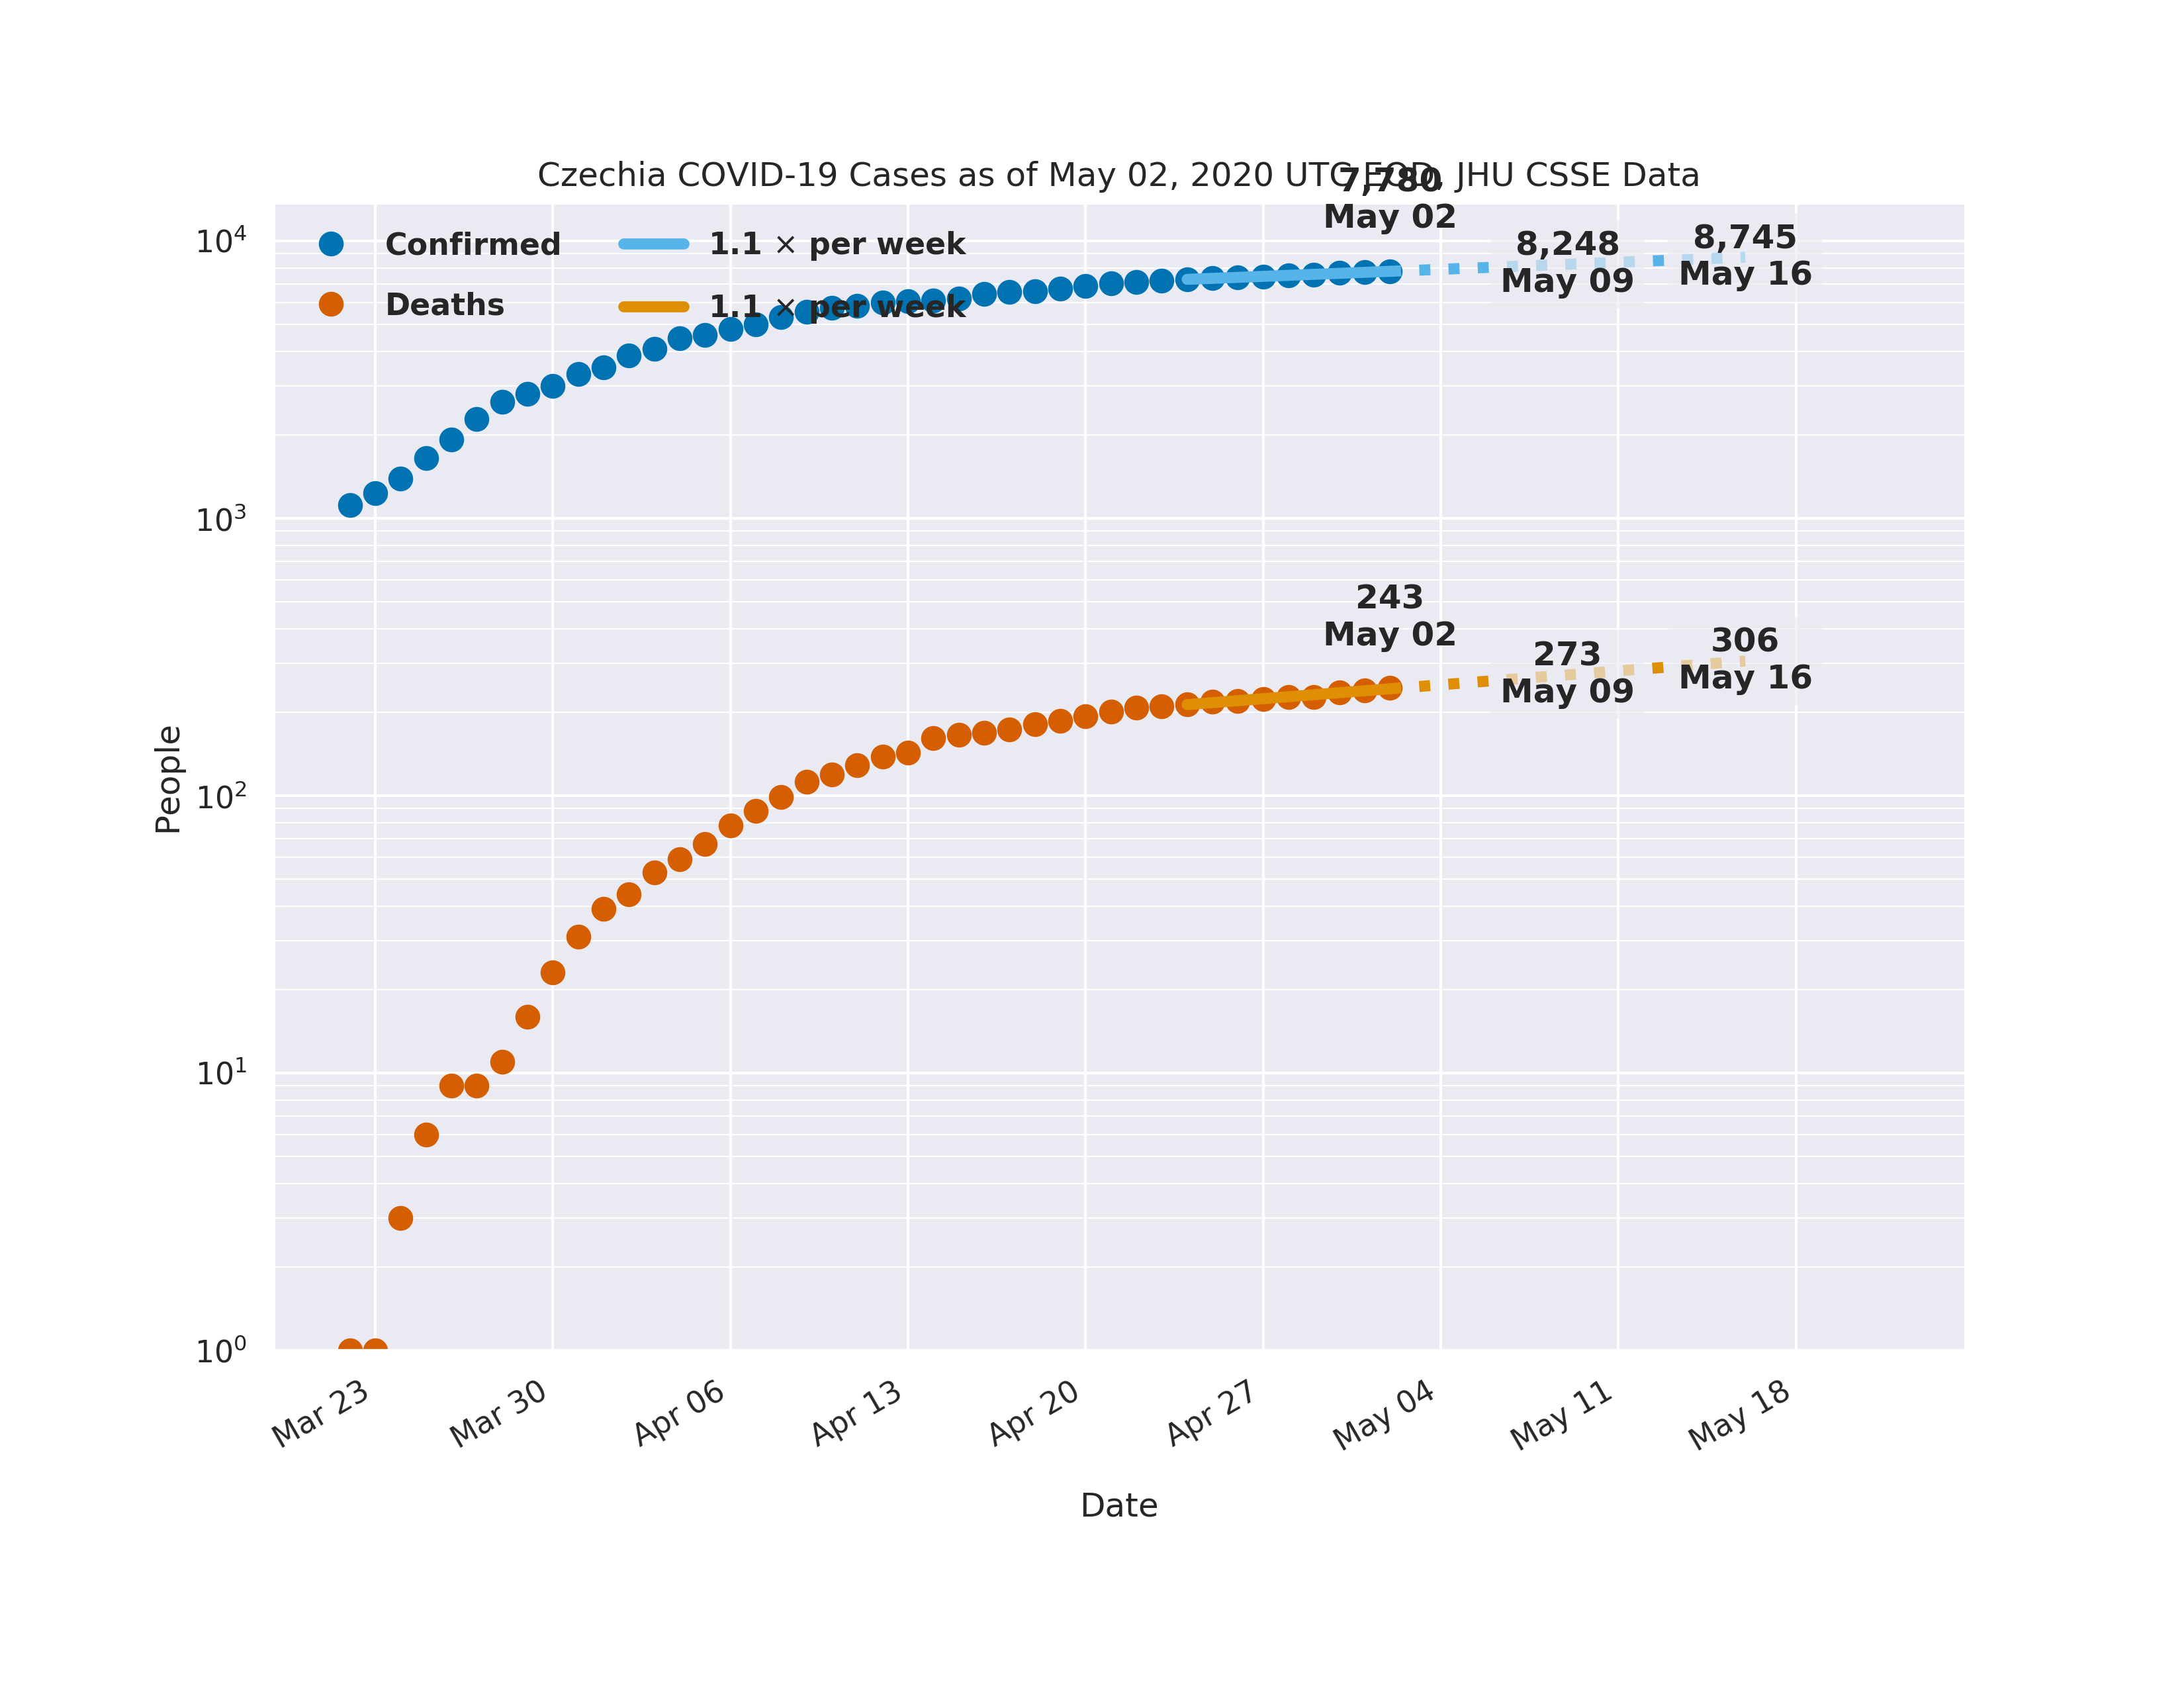 Czechia COVID-19 Cases as of May 02, 2020 UTC EOD, JHU CSSE Data
7,780
May 02
8,248
May 09
8,745
May 16
Confirmed
1.1 × per week
Deaths
1.1 × per week
243
May 02
273
May 09
306
May 16
People
10⁴
10³
10²
10¹
10⁰
Mar 23
Mar 30
Apr 06
Apr 13
Apr 20
Apr 27
May 04
May 11
May 18
Date